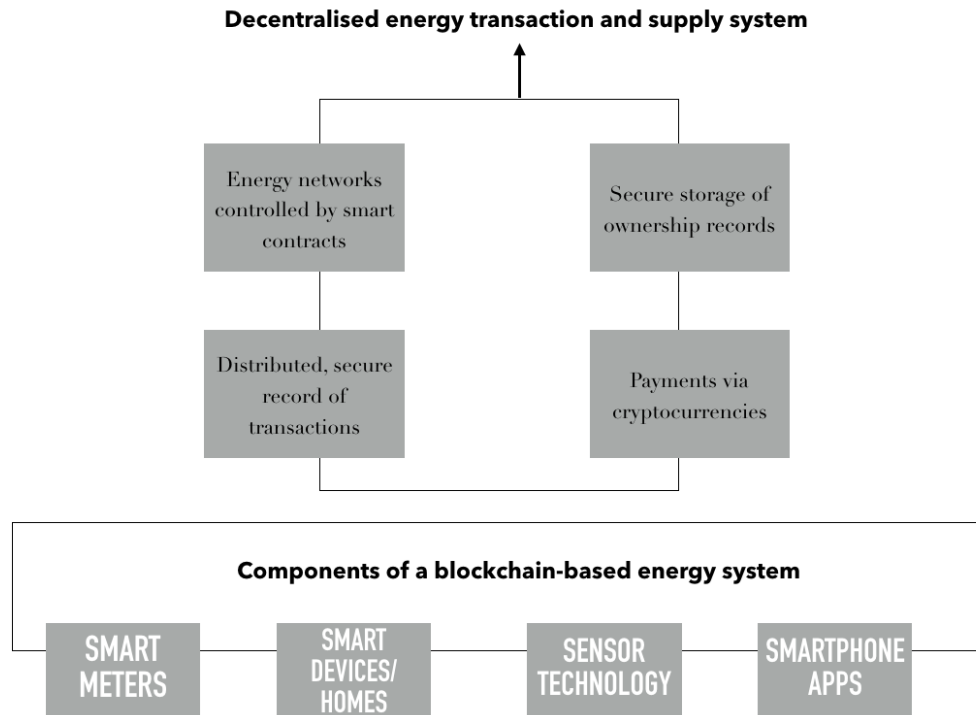 Decentralised energy transaction and supply system
Energy networks
controlled by smart
contracts
Secure storage of
ownership records
Distributed, secure
record of
transactions
Payments via
cryptocurrencies
Components of a blockchain-based energy system
SMART
METERS
SMART
DEVICES/
HOMES
SENSOR
TECHNOLOGY
SMARTPHONE
APPS